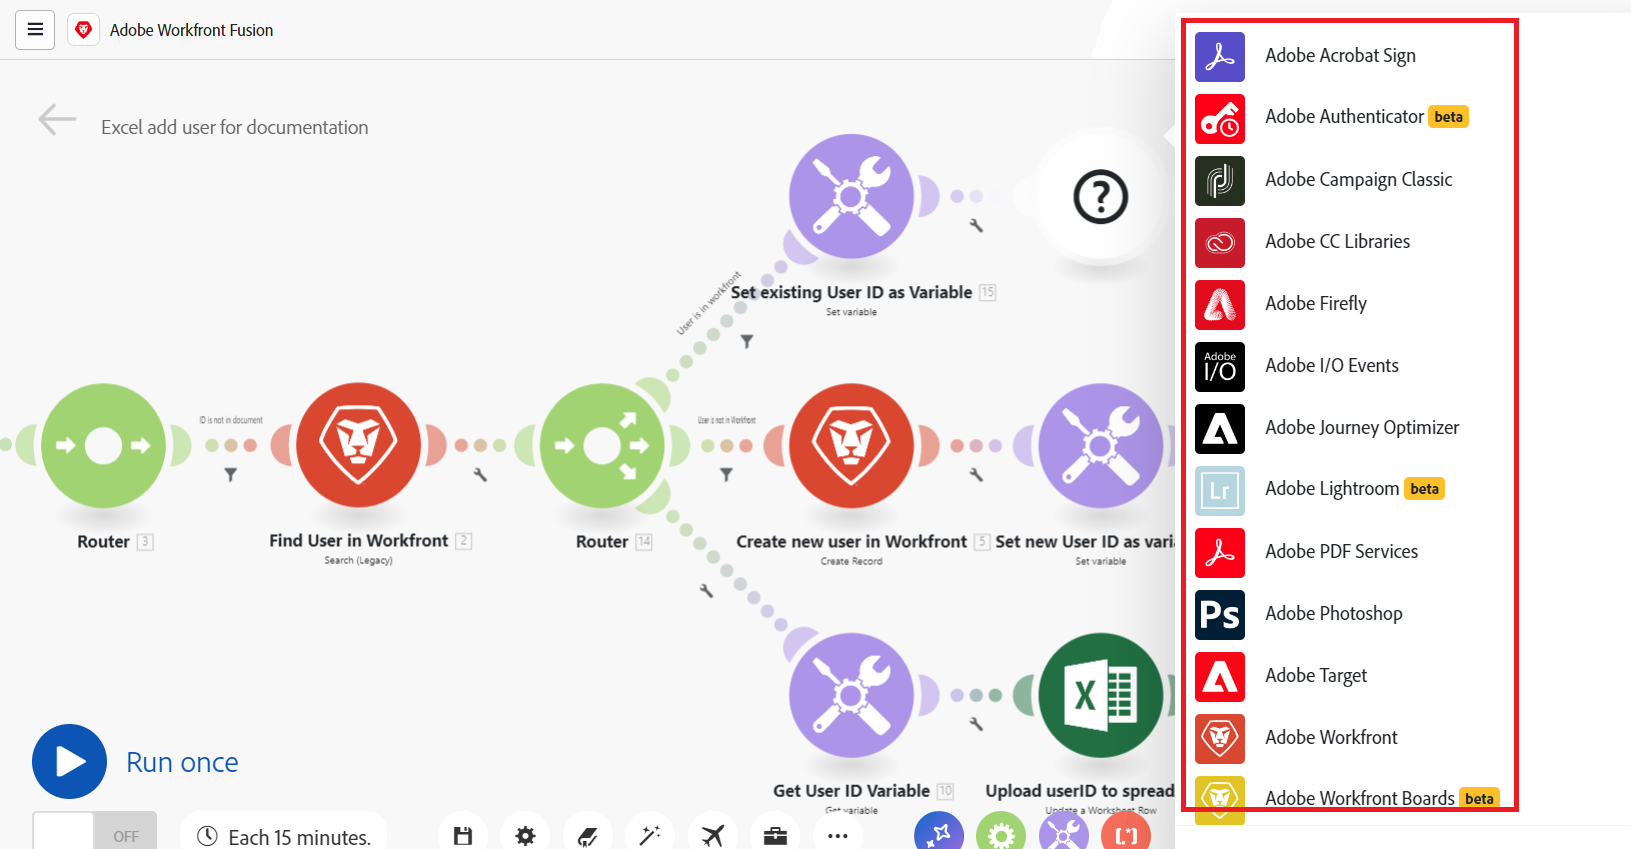 Adobe Workfront Fusion
Excel add user for documentation
User is in workfront
Set existing User ID as Variable 15
Set variable
ID is not in document
User is not in Workfront
Router 3
Find User in Workfront 2
Search (Legacy)
Router 14
Create new user in Workfront 5
Create Record
Set new User ID as vari
Set variable
Get User ID Variable 10
Get variable
Upload userID to spread
Update a Worksheet Row
Run once
OFF
Each 15 minutes.
Adobe Acrobat Sign
Adobe Authenticator beta
Adobe Campaign Classic
Adobe CC Libraries
Adobe Firefly
Adobe I/O
Adobe I/O Events
Adobe Journey Optimizer
Lr
Adobe Lightroom beta
Adobe PDF Services
Ps
Adobe Photoshop
Adobe Target
Adobe Workfront
Adobe Workfront Boards beta